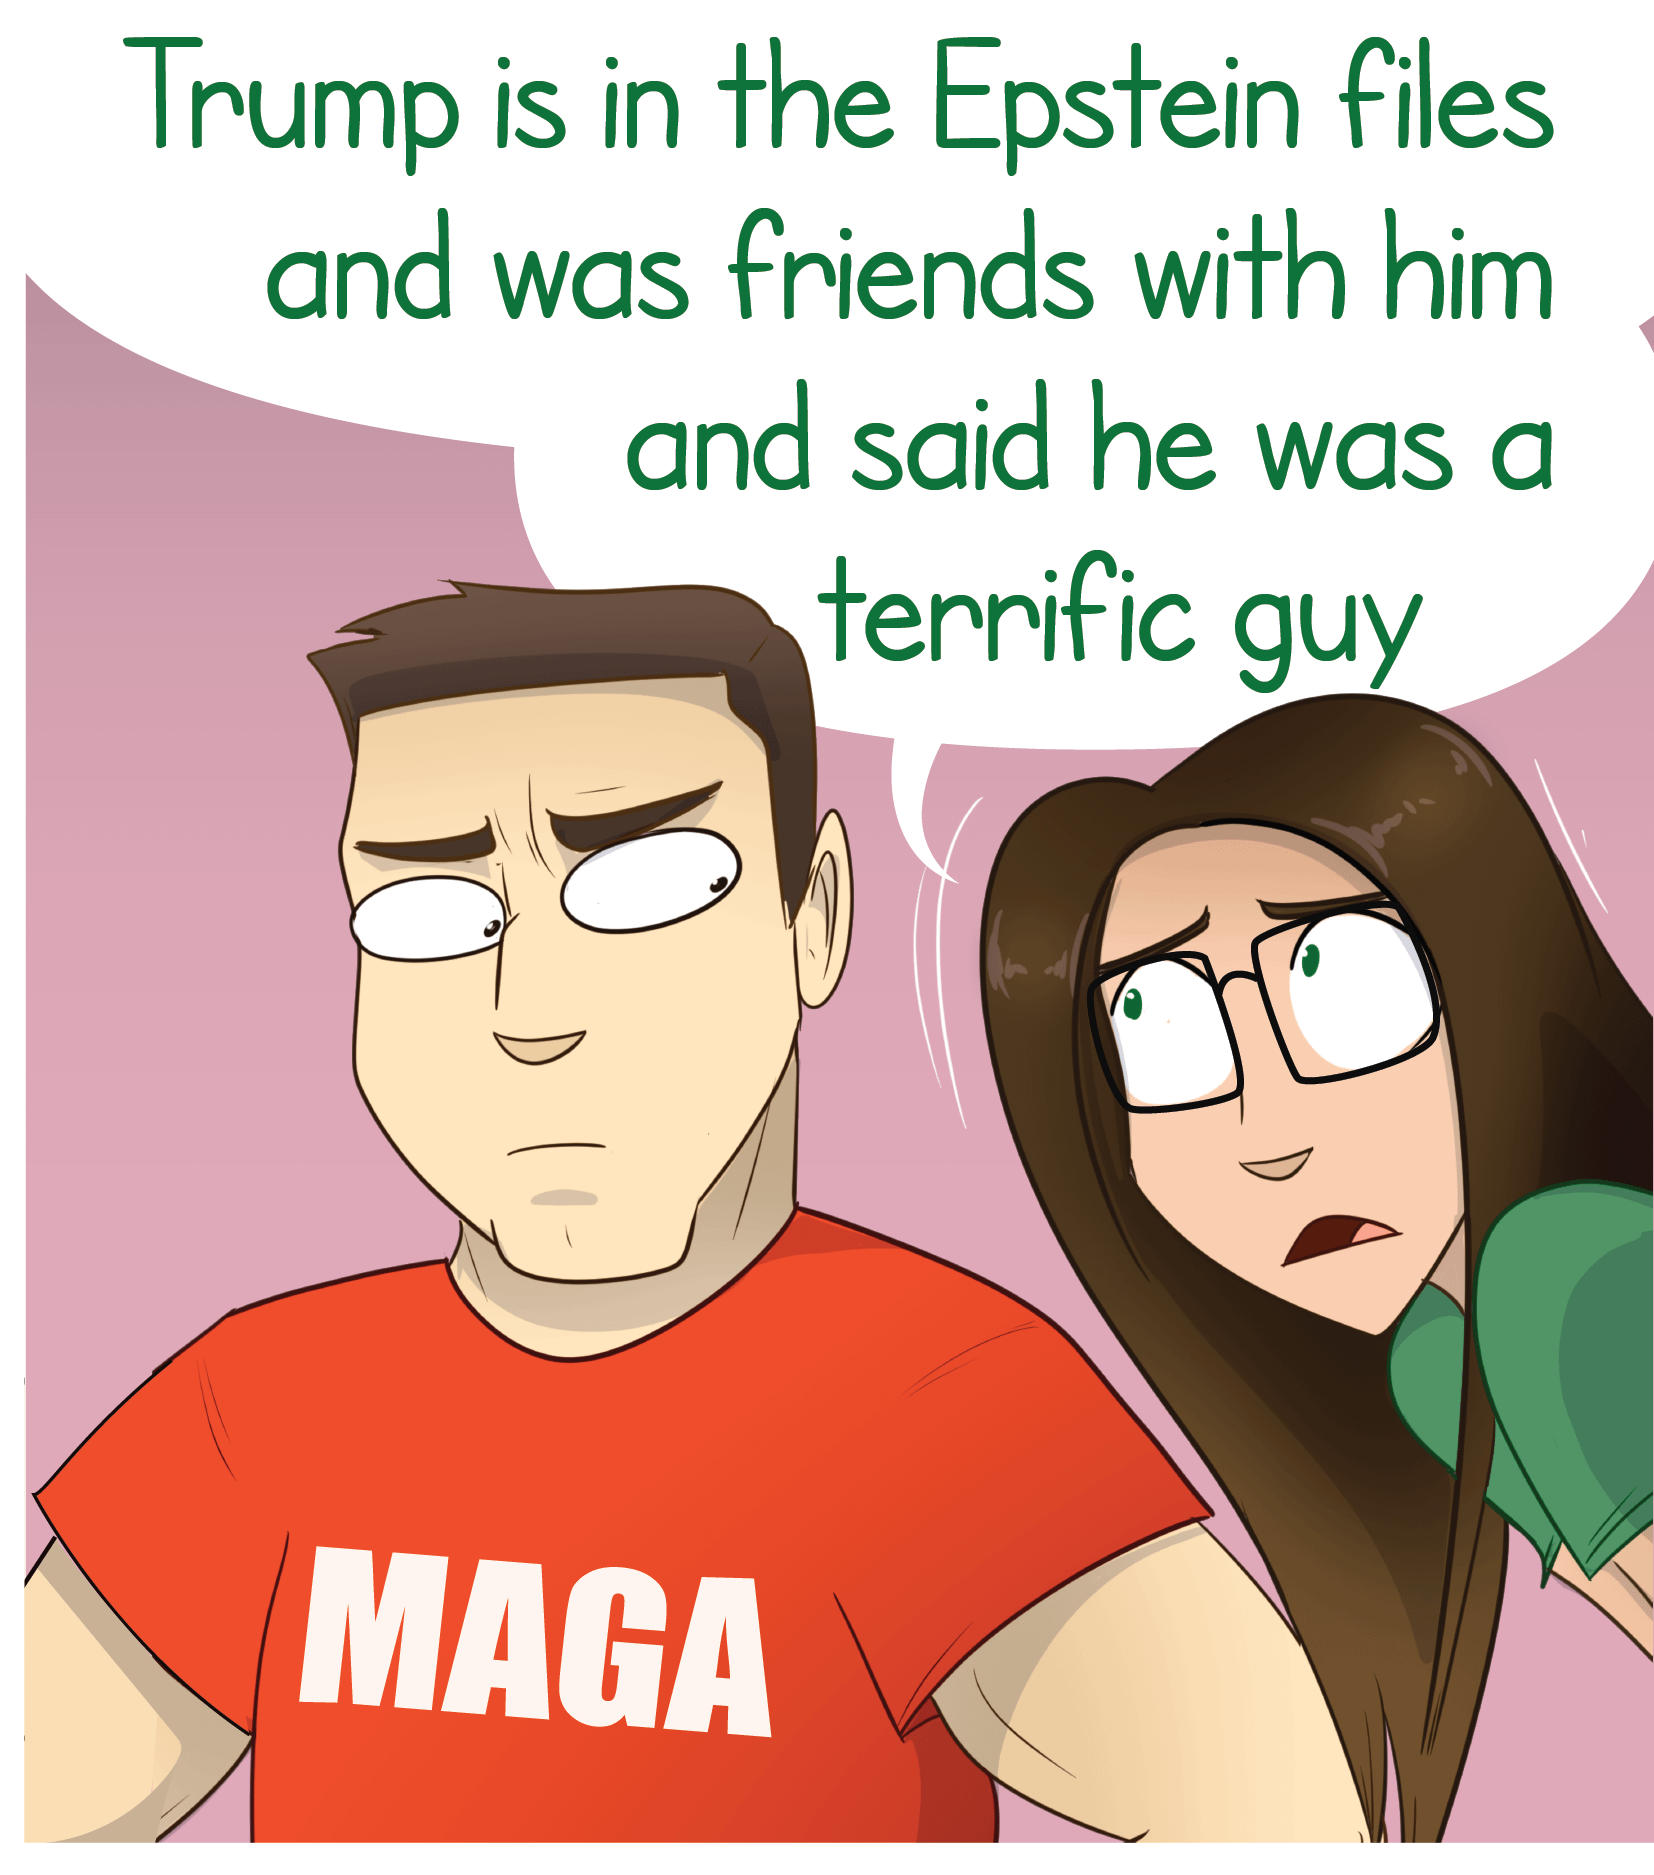 Trump is in the Epstein files
and was friends with him
and said he was a
terrific guy
MAGA